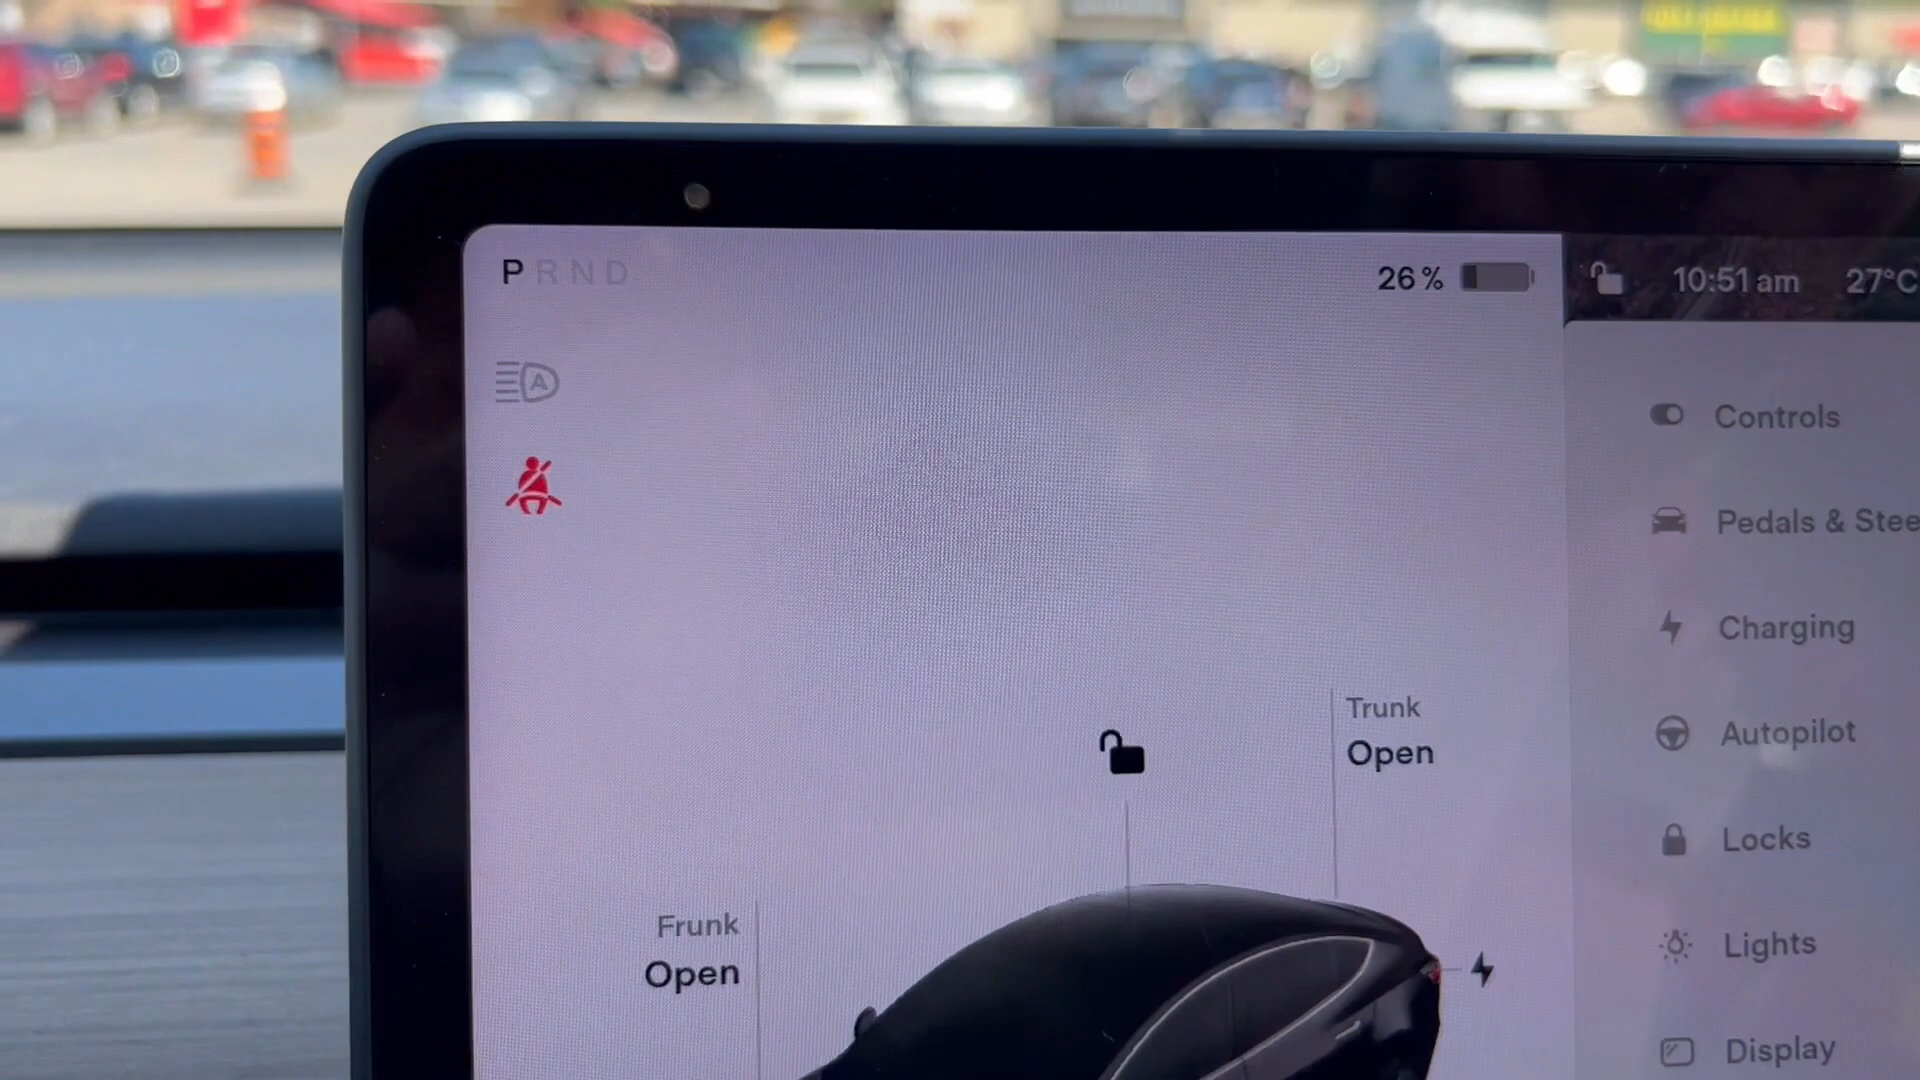 P R N D
26 %
10:51 am
27°C
A
Controls
Pedals & Stee
Charging
Autopilot
Locks
Lights
Display
Trunk
Open
Frunk
Open